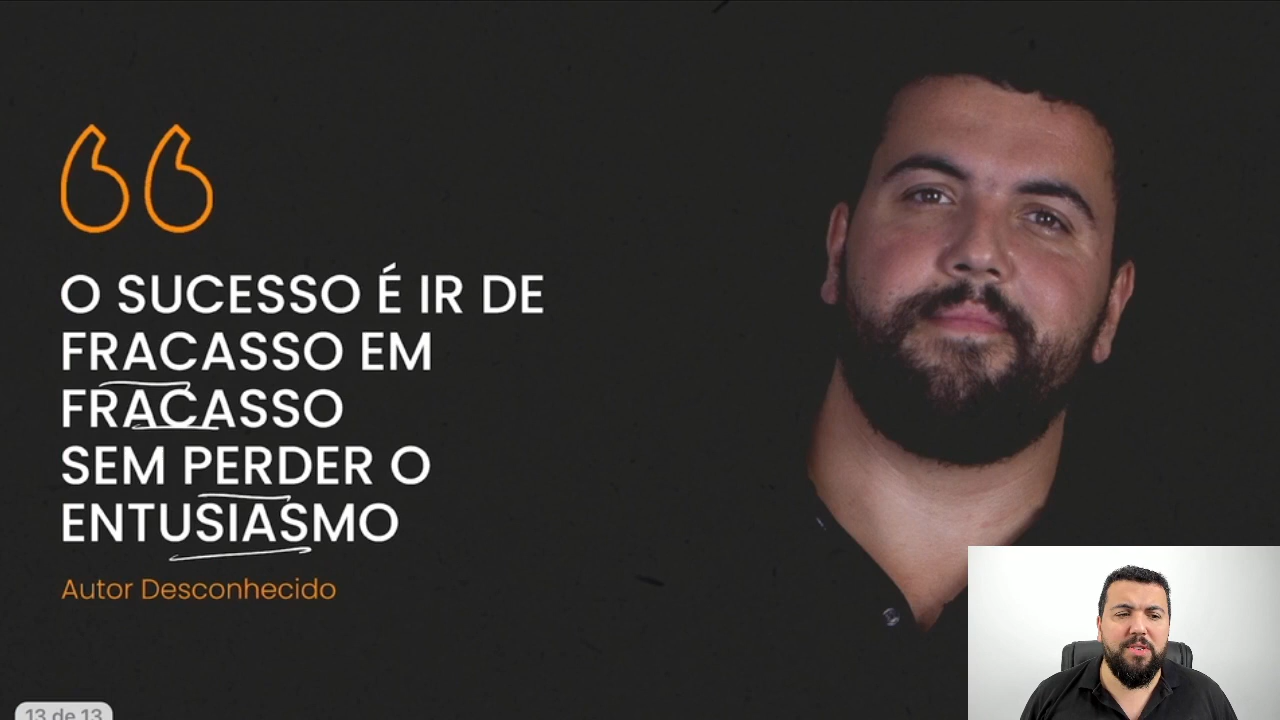 O SUCESSO É IR DE
FRACASSO EM
FRACASSO
SEM PERDER O
ENTUSIASMO
Autor Desconhecido
13 de 13